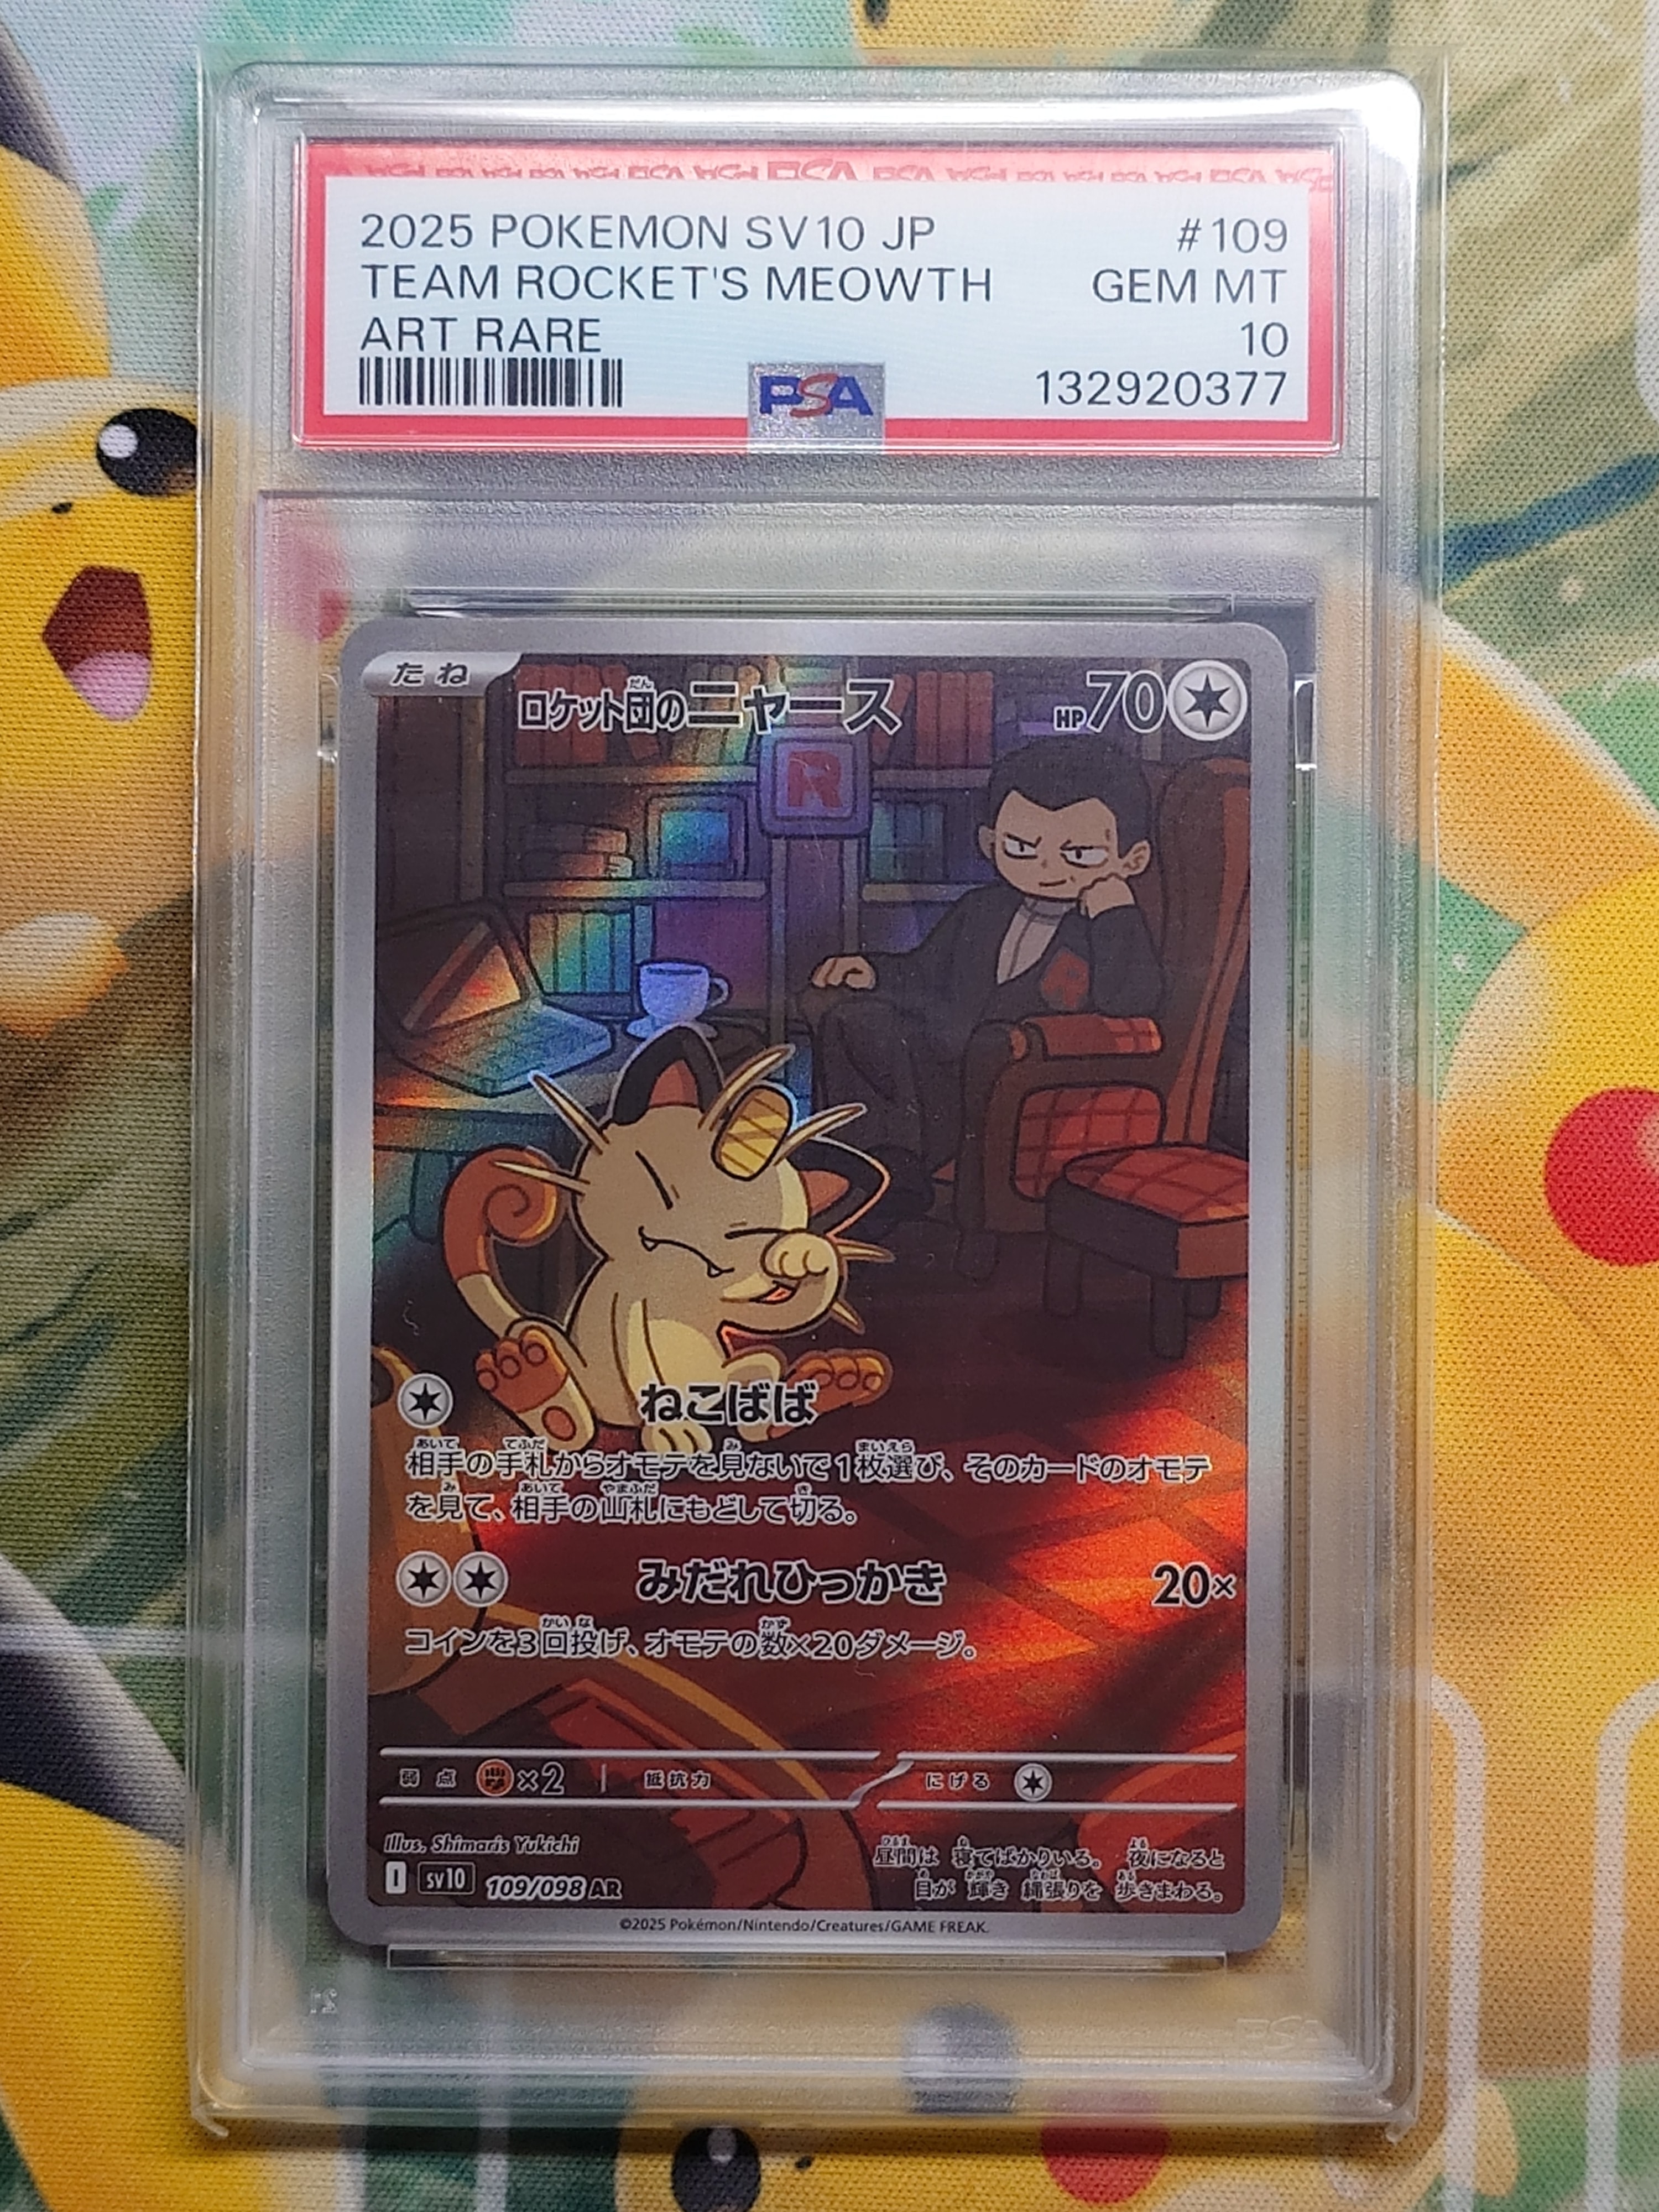 2025 POKEMON SV10 JP #109
TEAM ROCKET'S MEOWTH GEM MT
ART RARE 10
PSA 132920377
たね ロケット団のニャース HP70
だん
R
R
ねこばば
相手の手札からオモテを見ないで1枚選び、そのカードのオモテ
を見て、相手の山札にもどして切る。
みだれひっかき 20×
コインを3回投げ、オモテの数×20ダメージ。
弱点 ×2 抵抗力 にげる
Illus. Shimaris Yukichi
昼間は 寝てばかりいる。 夜になると
目が 輝き 縄張りを 歩きまわる。
I sv10 109/098 AR
©2025 Pokémon/Nintendo/Creatures/GAME FREAK.
PSA